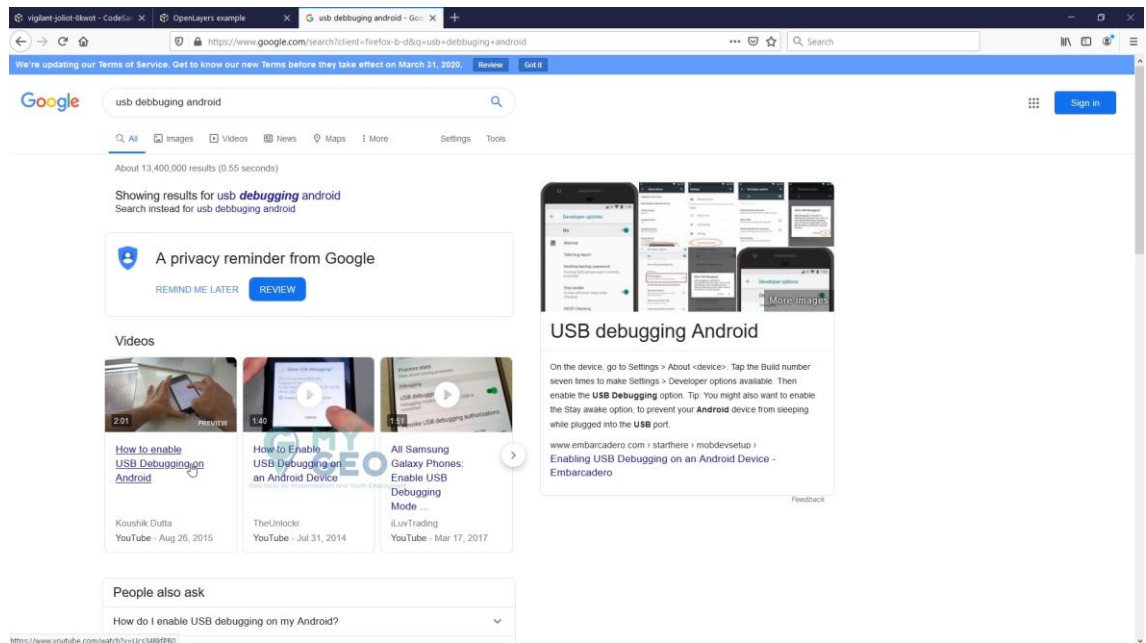 vigilant-joliot-8kwot - CodeSan
OpenLayers example
usb debbuging android - Goo
https://www.google.com/search?client=firefox-b-d&q=usb+debbuging+android
Search
We're updating our Terms of Service. Get to know our new Terms before they take effect on March 31, 2020. Review Got it
Google
usb debbuging android
Sign in
All Images Videos News Maps More Settings Tools
About 13,400,000 results (0.55 seconds)
Showing results for usb debugging android
Search instead for usb debbuging android
A privacy reminder from Google
REMIND ME LATER REVIEW
Videos
2:01 PREVIEW
How to enable
USB Debugging on
Android
Koushik Dutta
YouTube - Aug 26, 2015
1:40
How to Enable
USB Debugging on
an Android Device
TheUnlockr
YouTube - Jul 31, 2014
1:51
All Samsung
Galaxy Phones:
Enable USB
Debugging
Mode ...
iLuvTrading
YouTube - Mar 17, 2017
MY
GEO
People also ask
How do I enable USB debugging on my Android?
Developer options
More images
USB debugging Android
On the device, go to Settings > About <device>. Tap the Build number
seven times to make Settings > Developer options available. Then
enable the USB Debugging option. Tip: You might also want to enable
the Stay awake option, to prevent your Android device from sleeping
while plugged into the USB port.
www.embarcadero.com › starthere › mobdevsetup ›
Enabling USB Debugging on an Android Device -
Embarcadero
Feedback